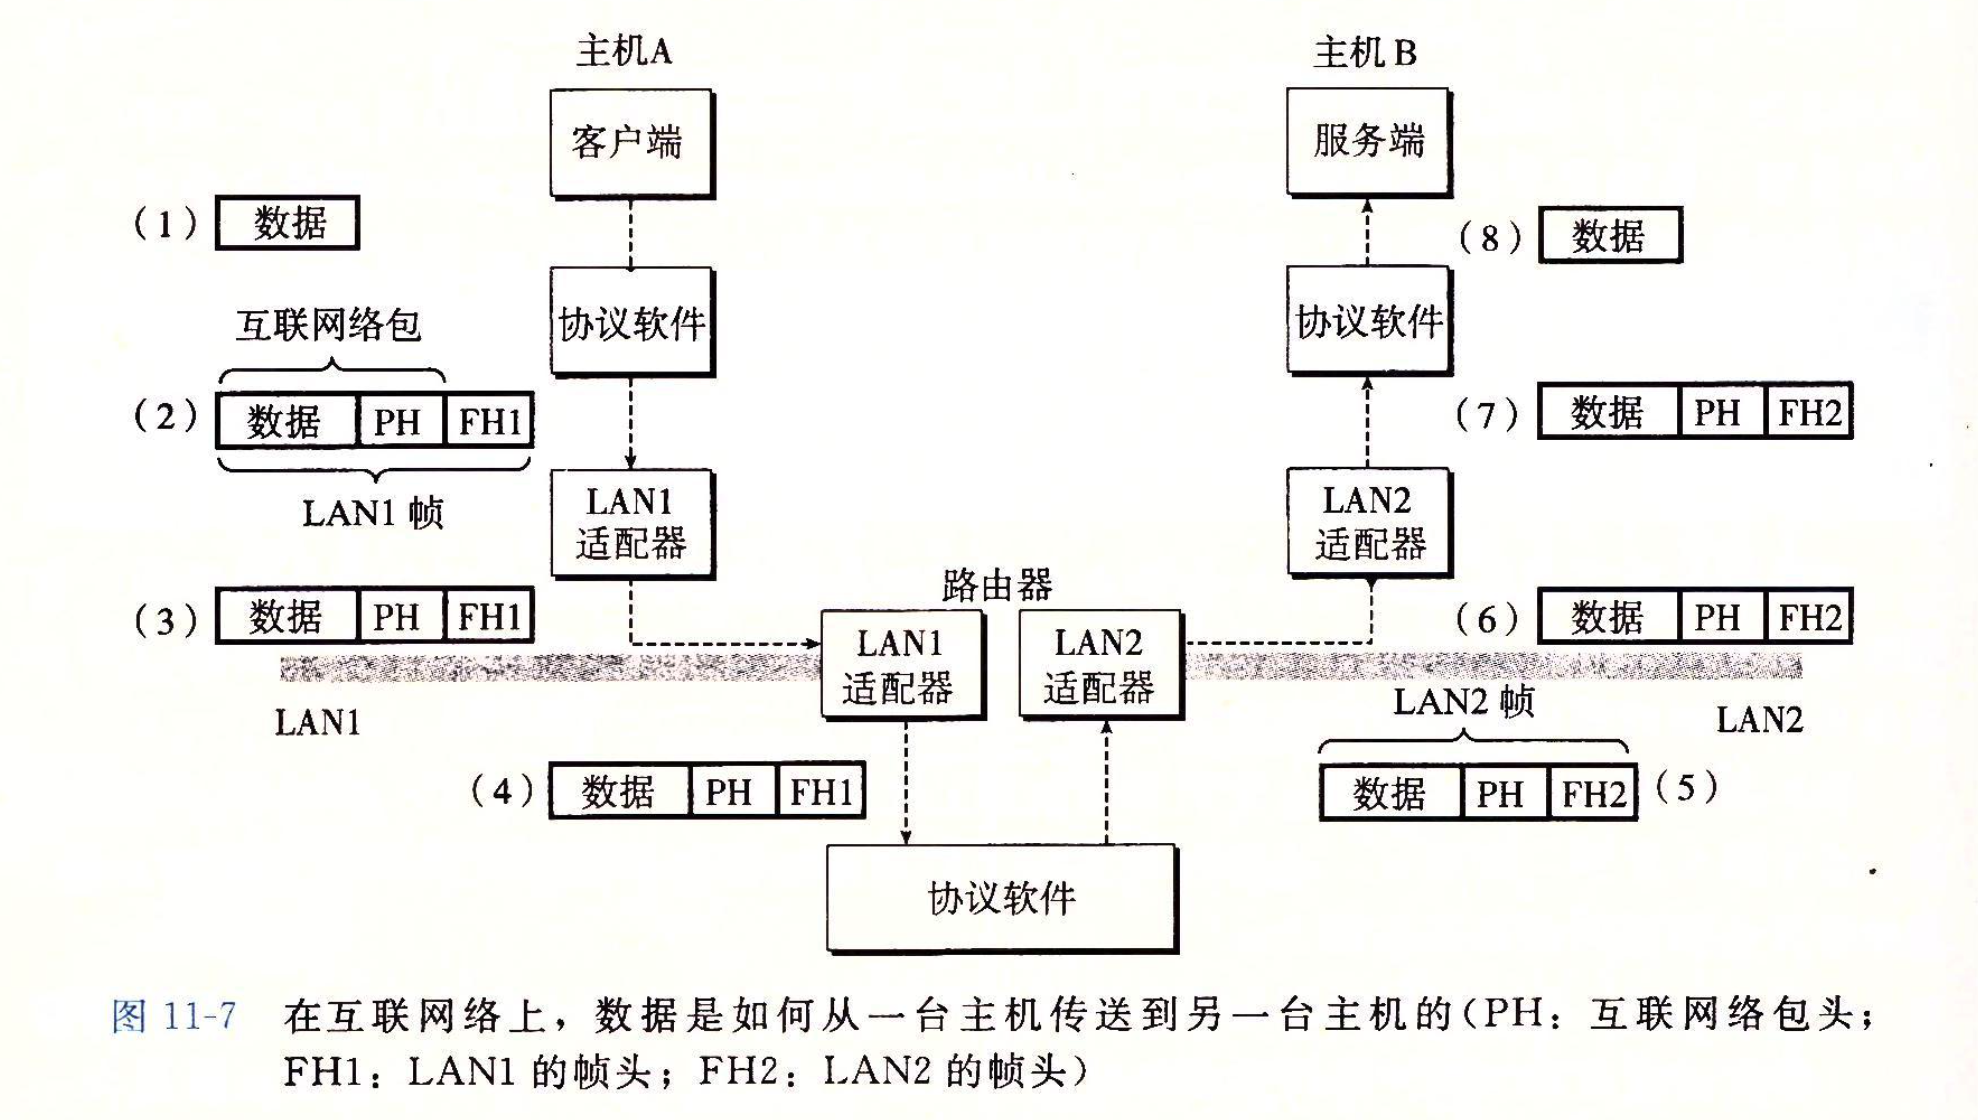 主机A
主机 B
客户端
服务端
(1) 数据
(8) 数据
协议软件
协议软件
互联网络包
(2) 数据 PH FH1
LAN1 帧
(7) 数据 PH FH2
LAN1
适配器
LAN2
适配器
(3) 数据 PH FH1
路由器
(6) 数据 PH FH2
LAN1
适配器
LAN2
适配器
LAN1
LAN2 帧
LAN2
(4) 数据 PH FH1
数据 PH FH2 (5)
协议软件
图 11-7 在互联网络上，数据是如何从一台主机传送到另一台主机的(PH：互联网络包头；
FH1：LAN1 的帧头；FH2：LAN2 的帧头)